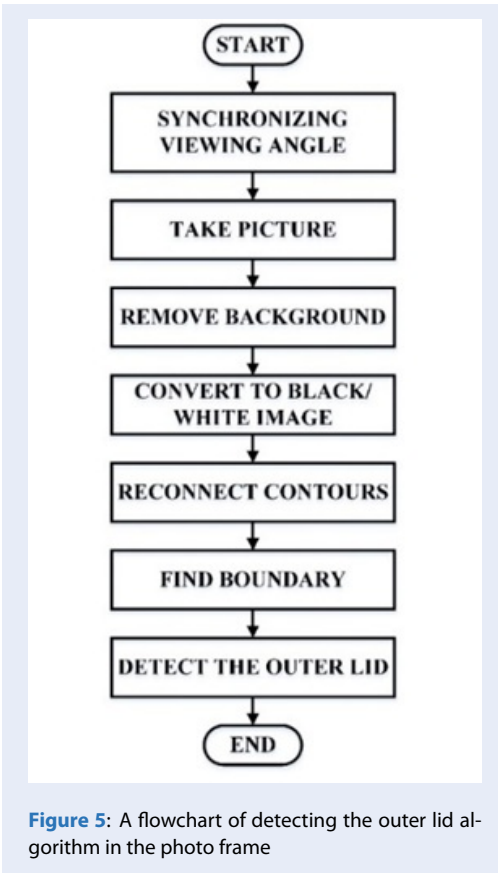 START
SYNCHRONIZING
VIEWING ANGLE
TAKE PICTURE
REMOVE BACKGROUND
CONVERT TO BLACK/
WHITE IMAGE
RECONNECT CONTOURS
FIND BOUNDARY
DETECT THE OUTER LID
END
Figure 5: A flowchart of detecting the outer lid al-
gorithm in the photo frame